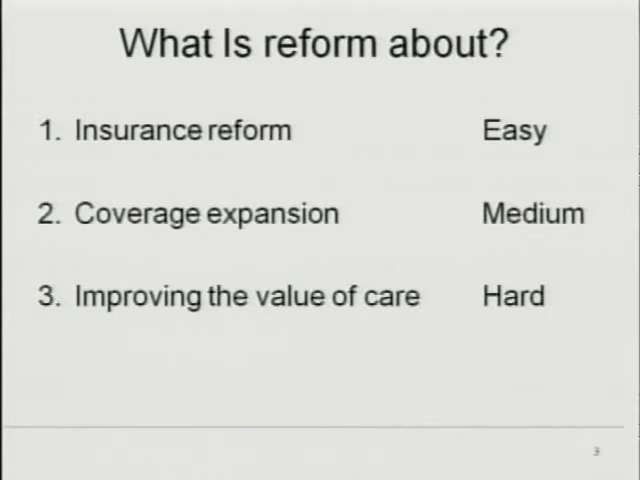 What Is reform about?
1. Insurance reform Easy
2. Coverage expansion Medium
3. Improving the value of care Hard
3